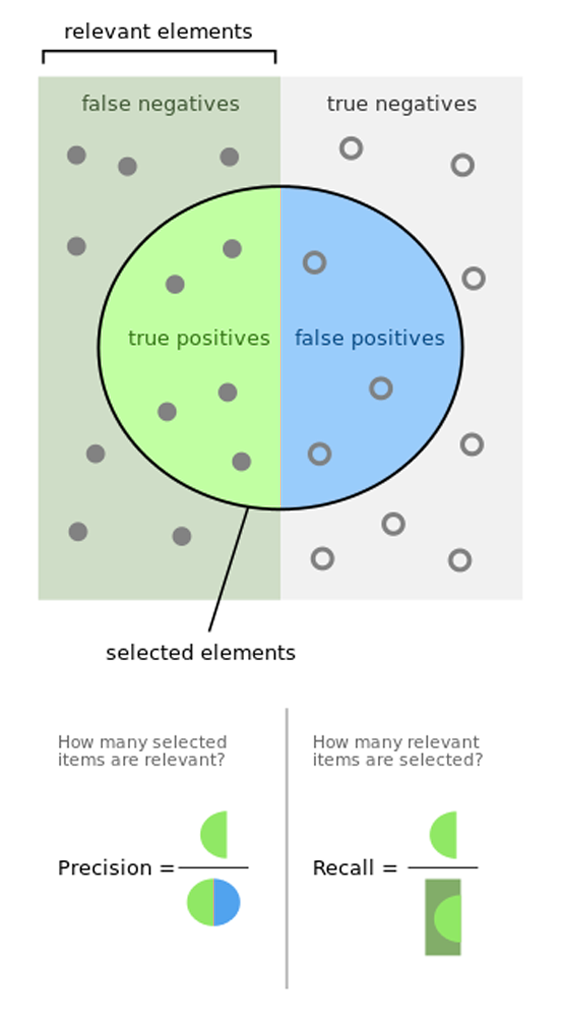 relevant elements
false negatives
true negatives
true positives
false positives
selected elements
How many selected
items are relevant?
How many relevant
items are selected?
Precision =
Recall =